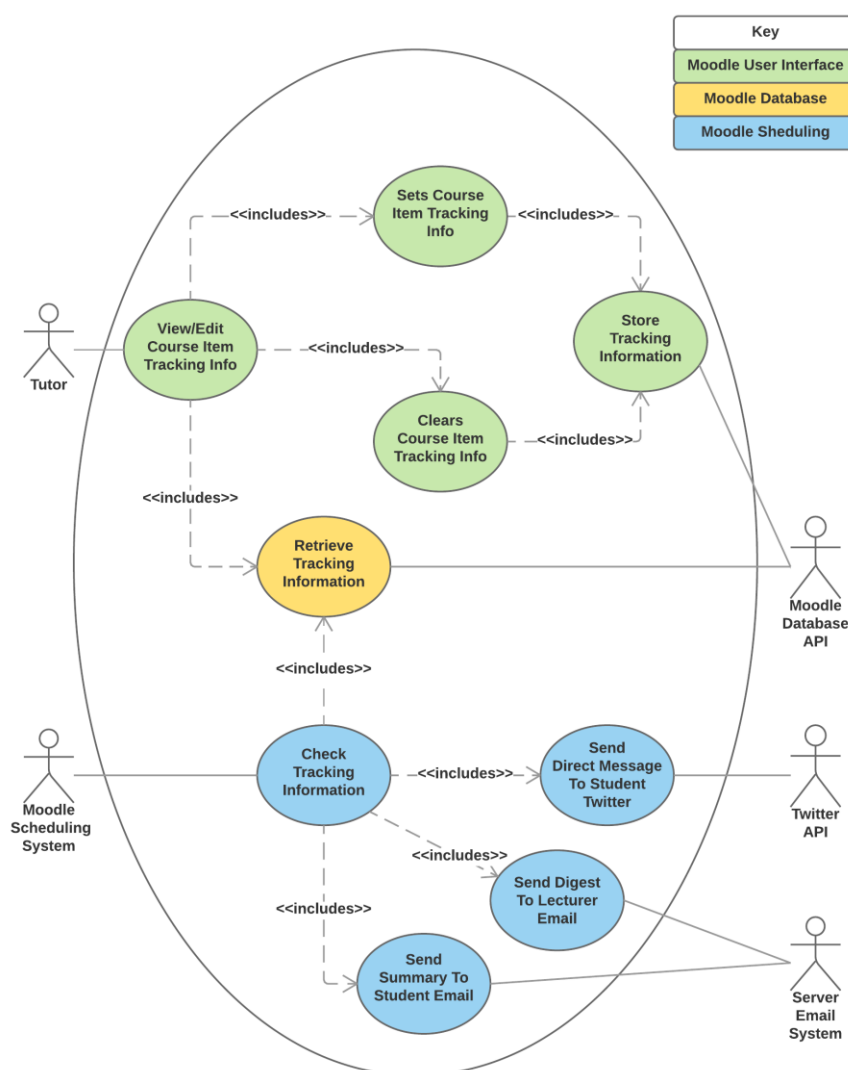 Key
Moodle User Interface
Moodle Database
Moodle Sheduling
Sets Course
Item Tracking
Info
<<includes>>
<<includes>>
Tutor
View/Edit
Course Item
Tracking Info
<<includes>>
Store
Tracking
Information
Clears
Course Item
Tracking Info
<<includes>>
<<includes>>
Retrieve
Tracking
Information
Moodle
Database
API
<<includes>>
Moodle
Scheduling
System
Check
Tracking
Information
<<includes>>
Send
Direct Message
To Student
Twitter
Twitter
API
<<includes>>
Send Digest
To Lecturer
Email
<<includes>>
Send
Summary To
Student Email
Server
Email
System